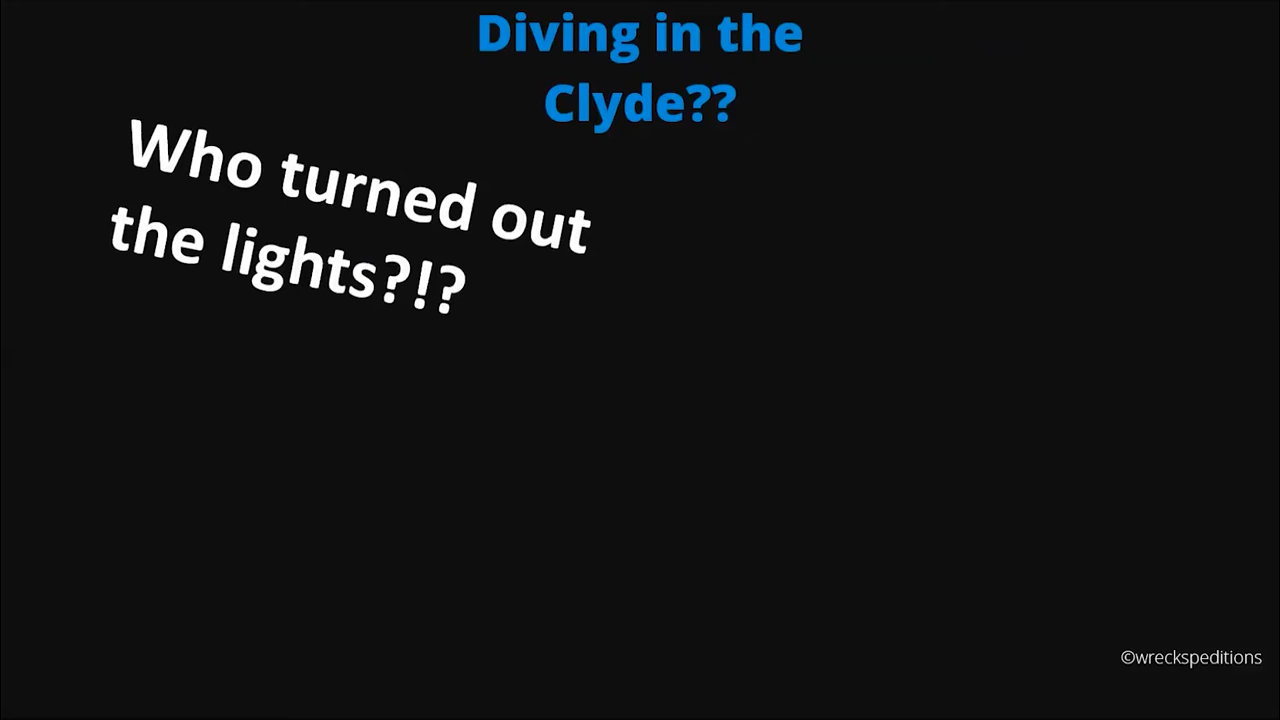 Diving in the
Clyde??
Who turned out
the lights?!?
©wreckspeditions